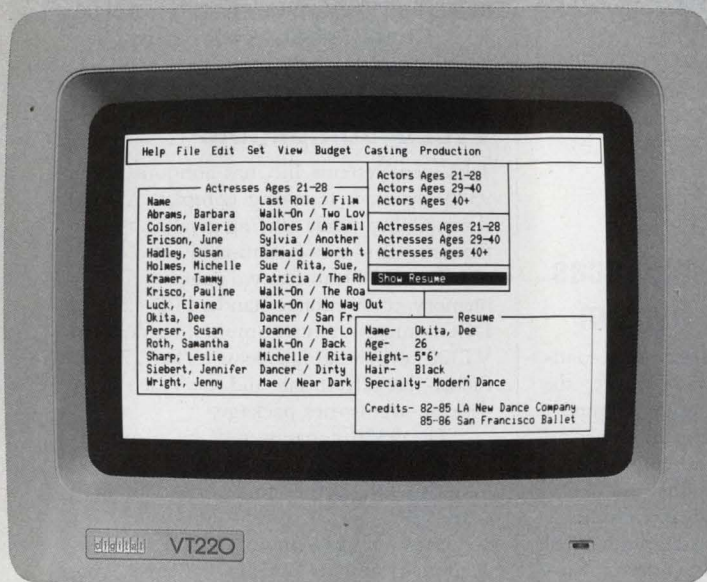 Help File Edit Set View Budget Casting Production
Actors Ages 21-28
Actors Ages 29-40
Actors Ages 40+
Actresses Ages 21-28
Actresses Ages 29-40
Actresses Ages 40+
Show Resume
Actresses Ages 21-28
Name Last Role / Film
Abrams, Barbara Walk-On / Two Lov
Colson, Valerie Dolores / A Famil
Ericson, June Sylvia / Another
Hadley, Susan Barmaid / Worth t
Holmes, Michelle Sue / Rita, Sue,
Kramer, Tammy Patricia / The Rh
Krisco, Pauline Walk-On / The Roa
Luck, Elaine Walk-On / No Way Out
Okita, Dee Dancer / San Fr
Perser, Susan Joanne / The Lo
Roth, Samantha Walk-On / Back
Sharp, Leslie Michelle / Rita
Siebert, Jennifer Dancer / Dirty
Wright, Jenny Mae / Near Dark
Resume
Name- Okita, Dee
Age- 26
Height- 5"6'
Hair- Black
Specialty- Modern Dance
Credits- 82-85 LA New Dance Company
85-86 San Francisco Ballet
digital VT220